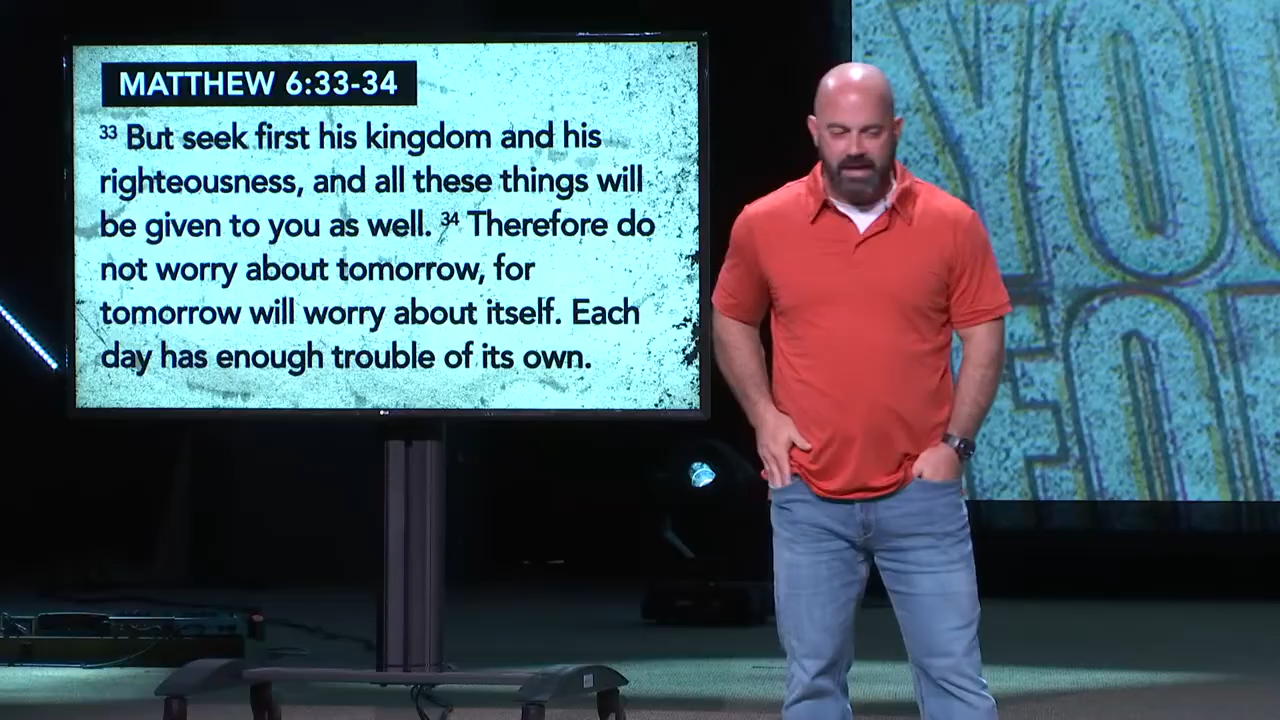 MATTHEW 6:33-34
33 But seek first his kingdom and his
righteousness, and all these things will
be given to you as well. 34 Therefore do
not worry about tomorrow, for
tomorrow will worry about itself. Each
day has enough trouble of its own.
LG
YOU